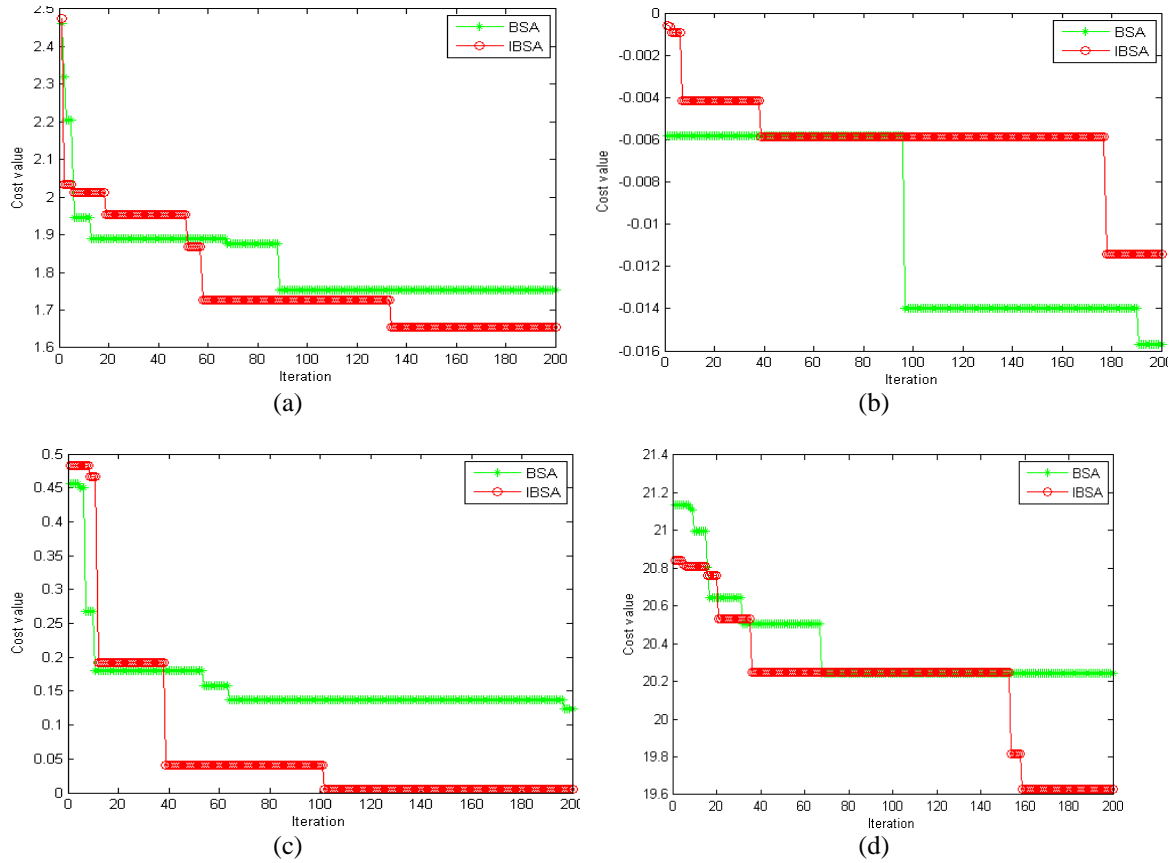 2.5
2.4
2.3
2.2
2.1
2
1.9
1.8
1.7
1.6
Cost value
0 20 40 60 80 100 120 140 160 180 200
Iteration
BSA
IBSA
(a)
0
-0.002
-0.004
-0.006
-0.008
-0.01
-0.012
-0.014
-0.016
Cost value
0 20 40 60 80 100 120 140 160 180 200
Iteration
BSA
IBSA
(b)
0.5
0.45
0.4
0.35
0.3
0.25
0.2
0.15
0.1
0.05
0
Cost value
0 20 40 60 80 100 120 140 160 180 200
Iteration
BSA
IBSA
(c)
21.4
21.2
21
20.8
20.6
20.4
20.2
20
19.8
19.6
Cost value
0 20 40 60 80 100 120 140 160 180 200
Iteration
BSA
IBSA
(d)